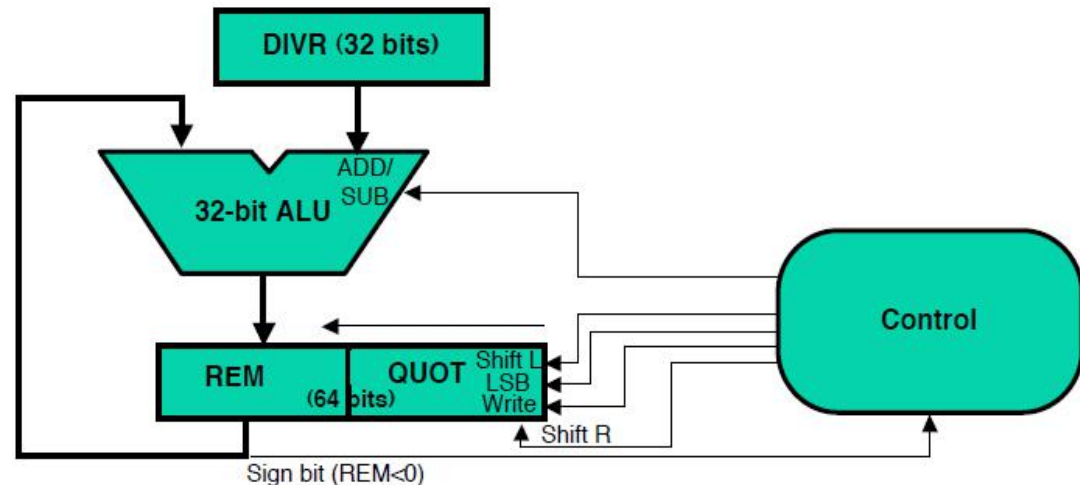 DIVR (32 bits)
ADD/
SUB
32-bit ALU
Control
REM
QUOT
(64 bits)
Shift L
LSB
Write
Shift R
Sign bit (REM<0)